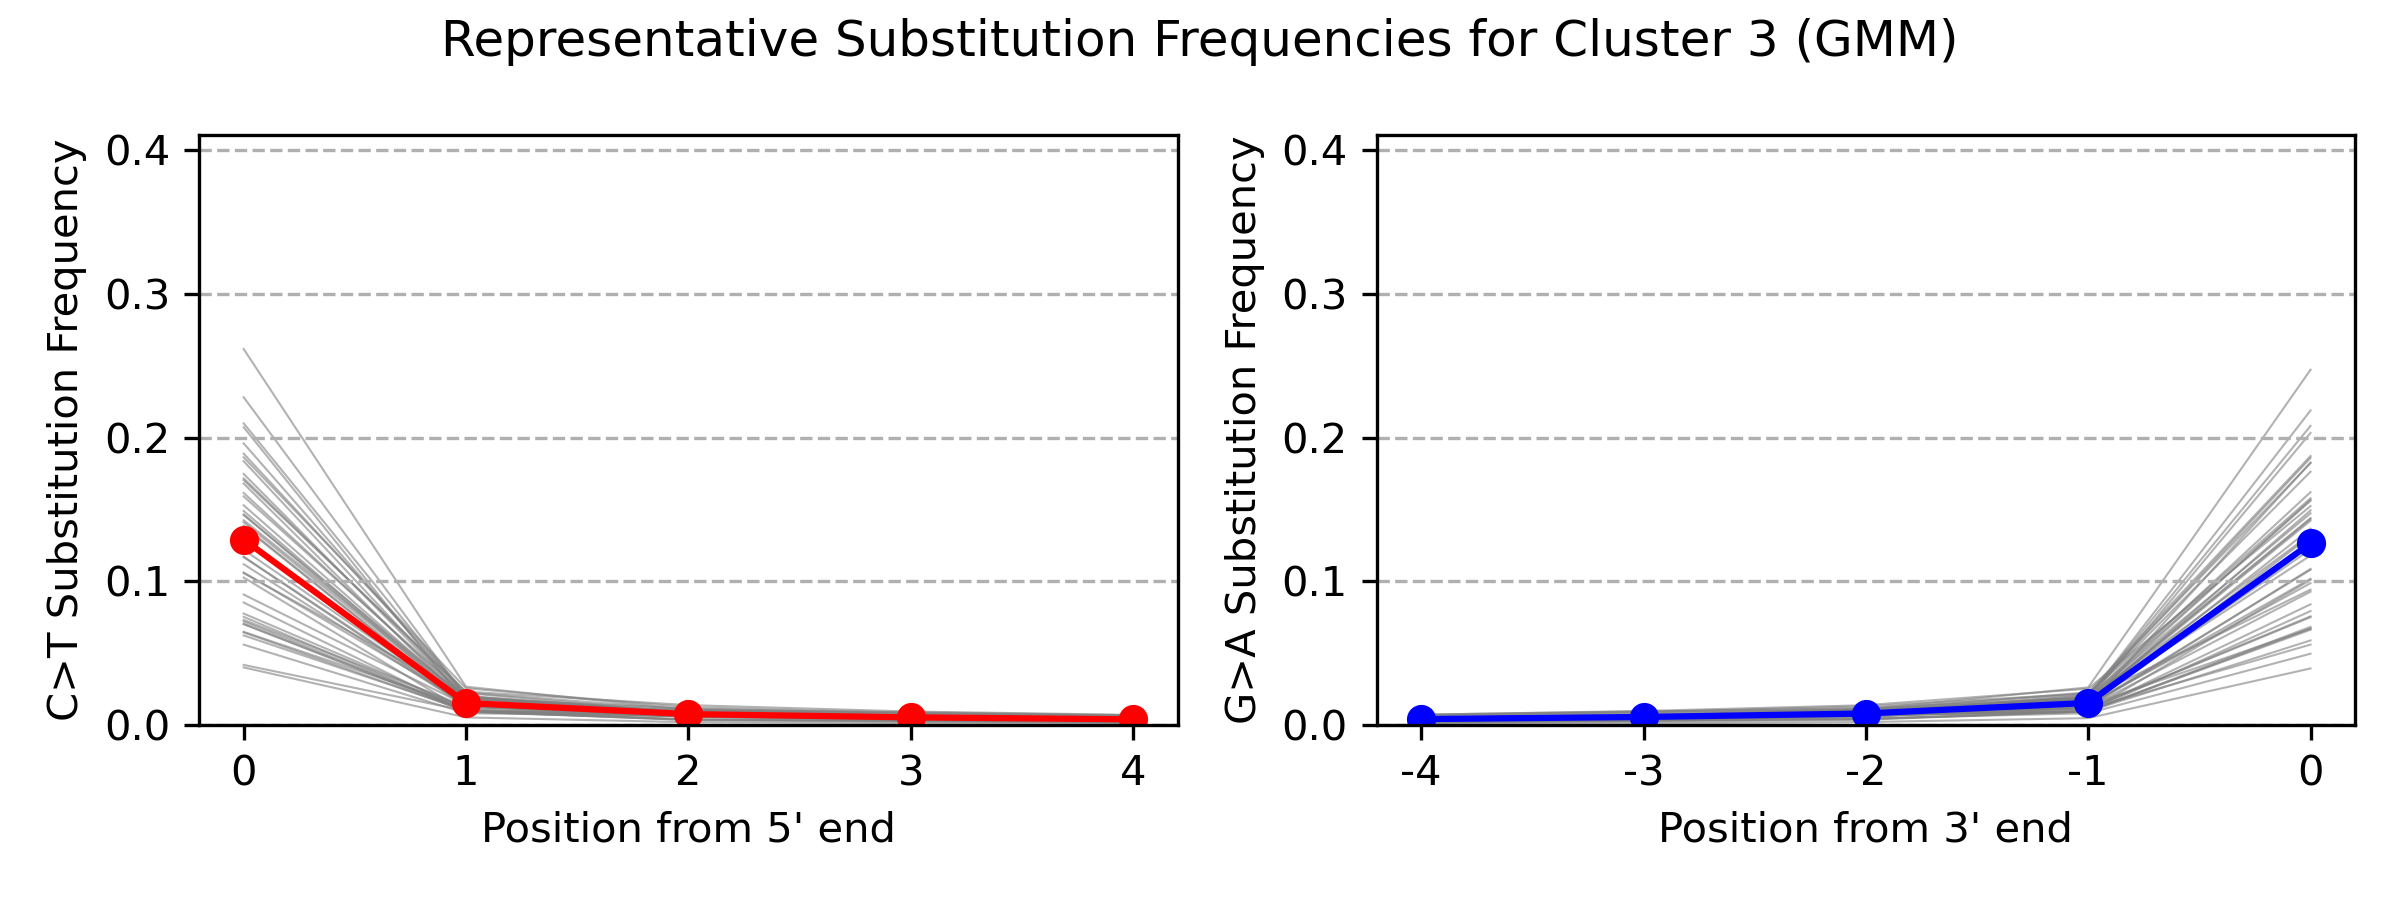 Representative Substitution Frequencies for Cluster 3 (GMM)
C>T Substitution Frequency
0.4
0.3
0.2
0.1
0.0
0 1 2 3 4
Position from 5' end
G>A Substitution Frequency
0.4
0.3
0.2
0.1
0.0
-4 -3 -2 -1 0
Position from 3' end